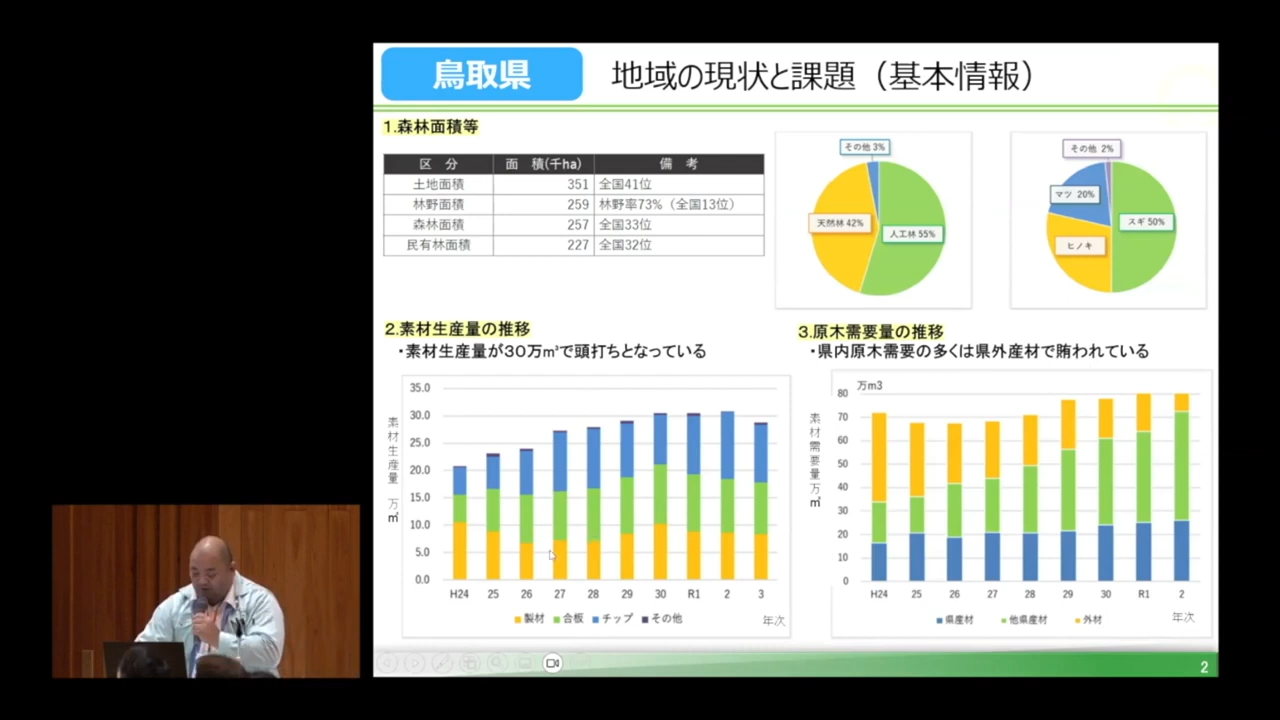 鳥取県
地域の現状と課題（基本情報）
1.森林面積等
区　分 面　積(千ha) 備　考
土地面積 351 全国41位
林野面積 259 林野率73%（全国13位）
森林面積 257 全国33位
民有林面積 227 全国32位
その他 3%
天然林 42%
人工林 55%
その他 2%
マツ 20%
スギ 50%
ヒノキ
2.素材生産量の推移
・素材生産量が30万㎥で頭打ちとなっている
素材生産量　万㎥
35.0
30.0
25.0
20.0
15.0
10.0
5.0
0.0
H24 25 26 27 28 29 30 R1 2 3
年次
製材 合板 チップ その他
3.原木需要量の推移
・県内原木需要の多くは県外産材で賄われている
万m3
素材需要量万㎥
80
70
60
50
40
30
20
10
0
H24 25 26 27 28 29 30 R1 2
年次
県産材 他県産材 外材
2